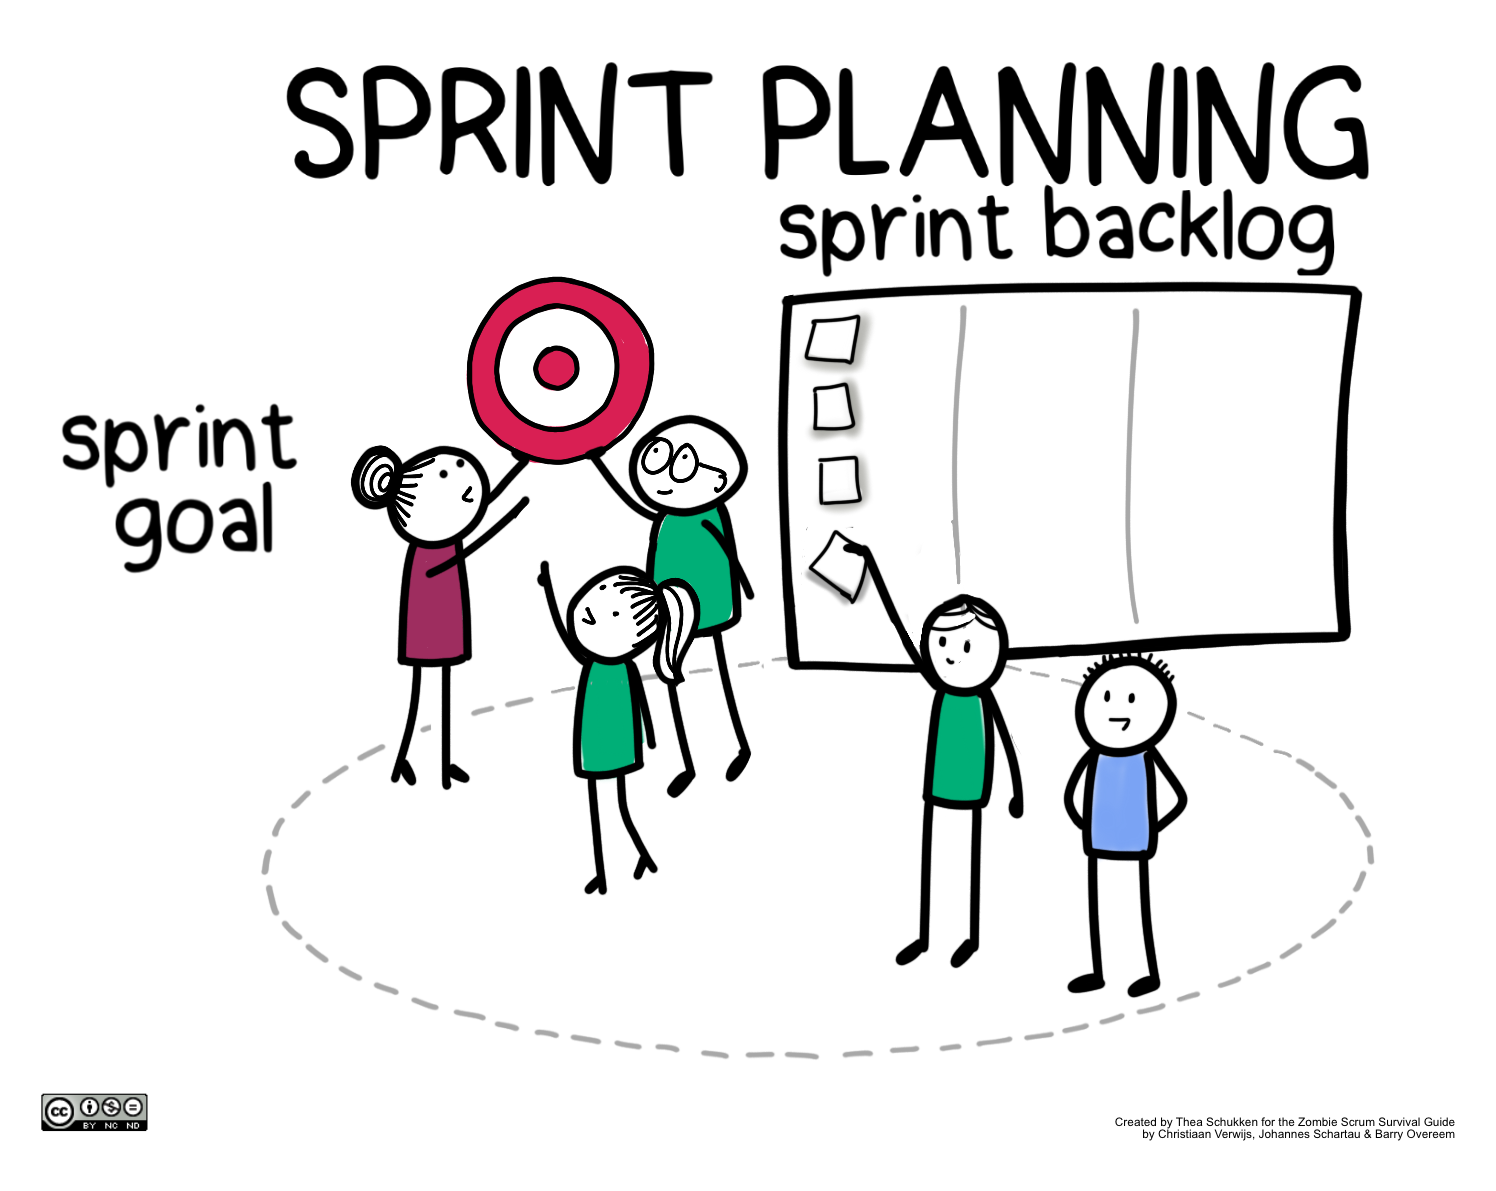 SPRINT PLANNING
sprint backlog
sprint
goal
cc
BY NC ND
Created by Thea Schukken for the Zombie Scrum Survival Guide
by Christiaan Verwijs, Johannes Schartau & Barry Overeem